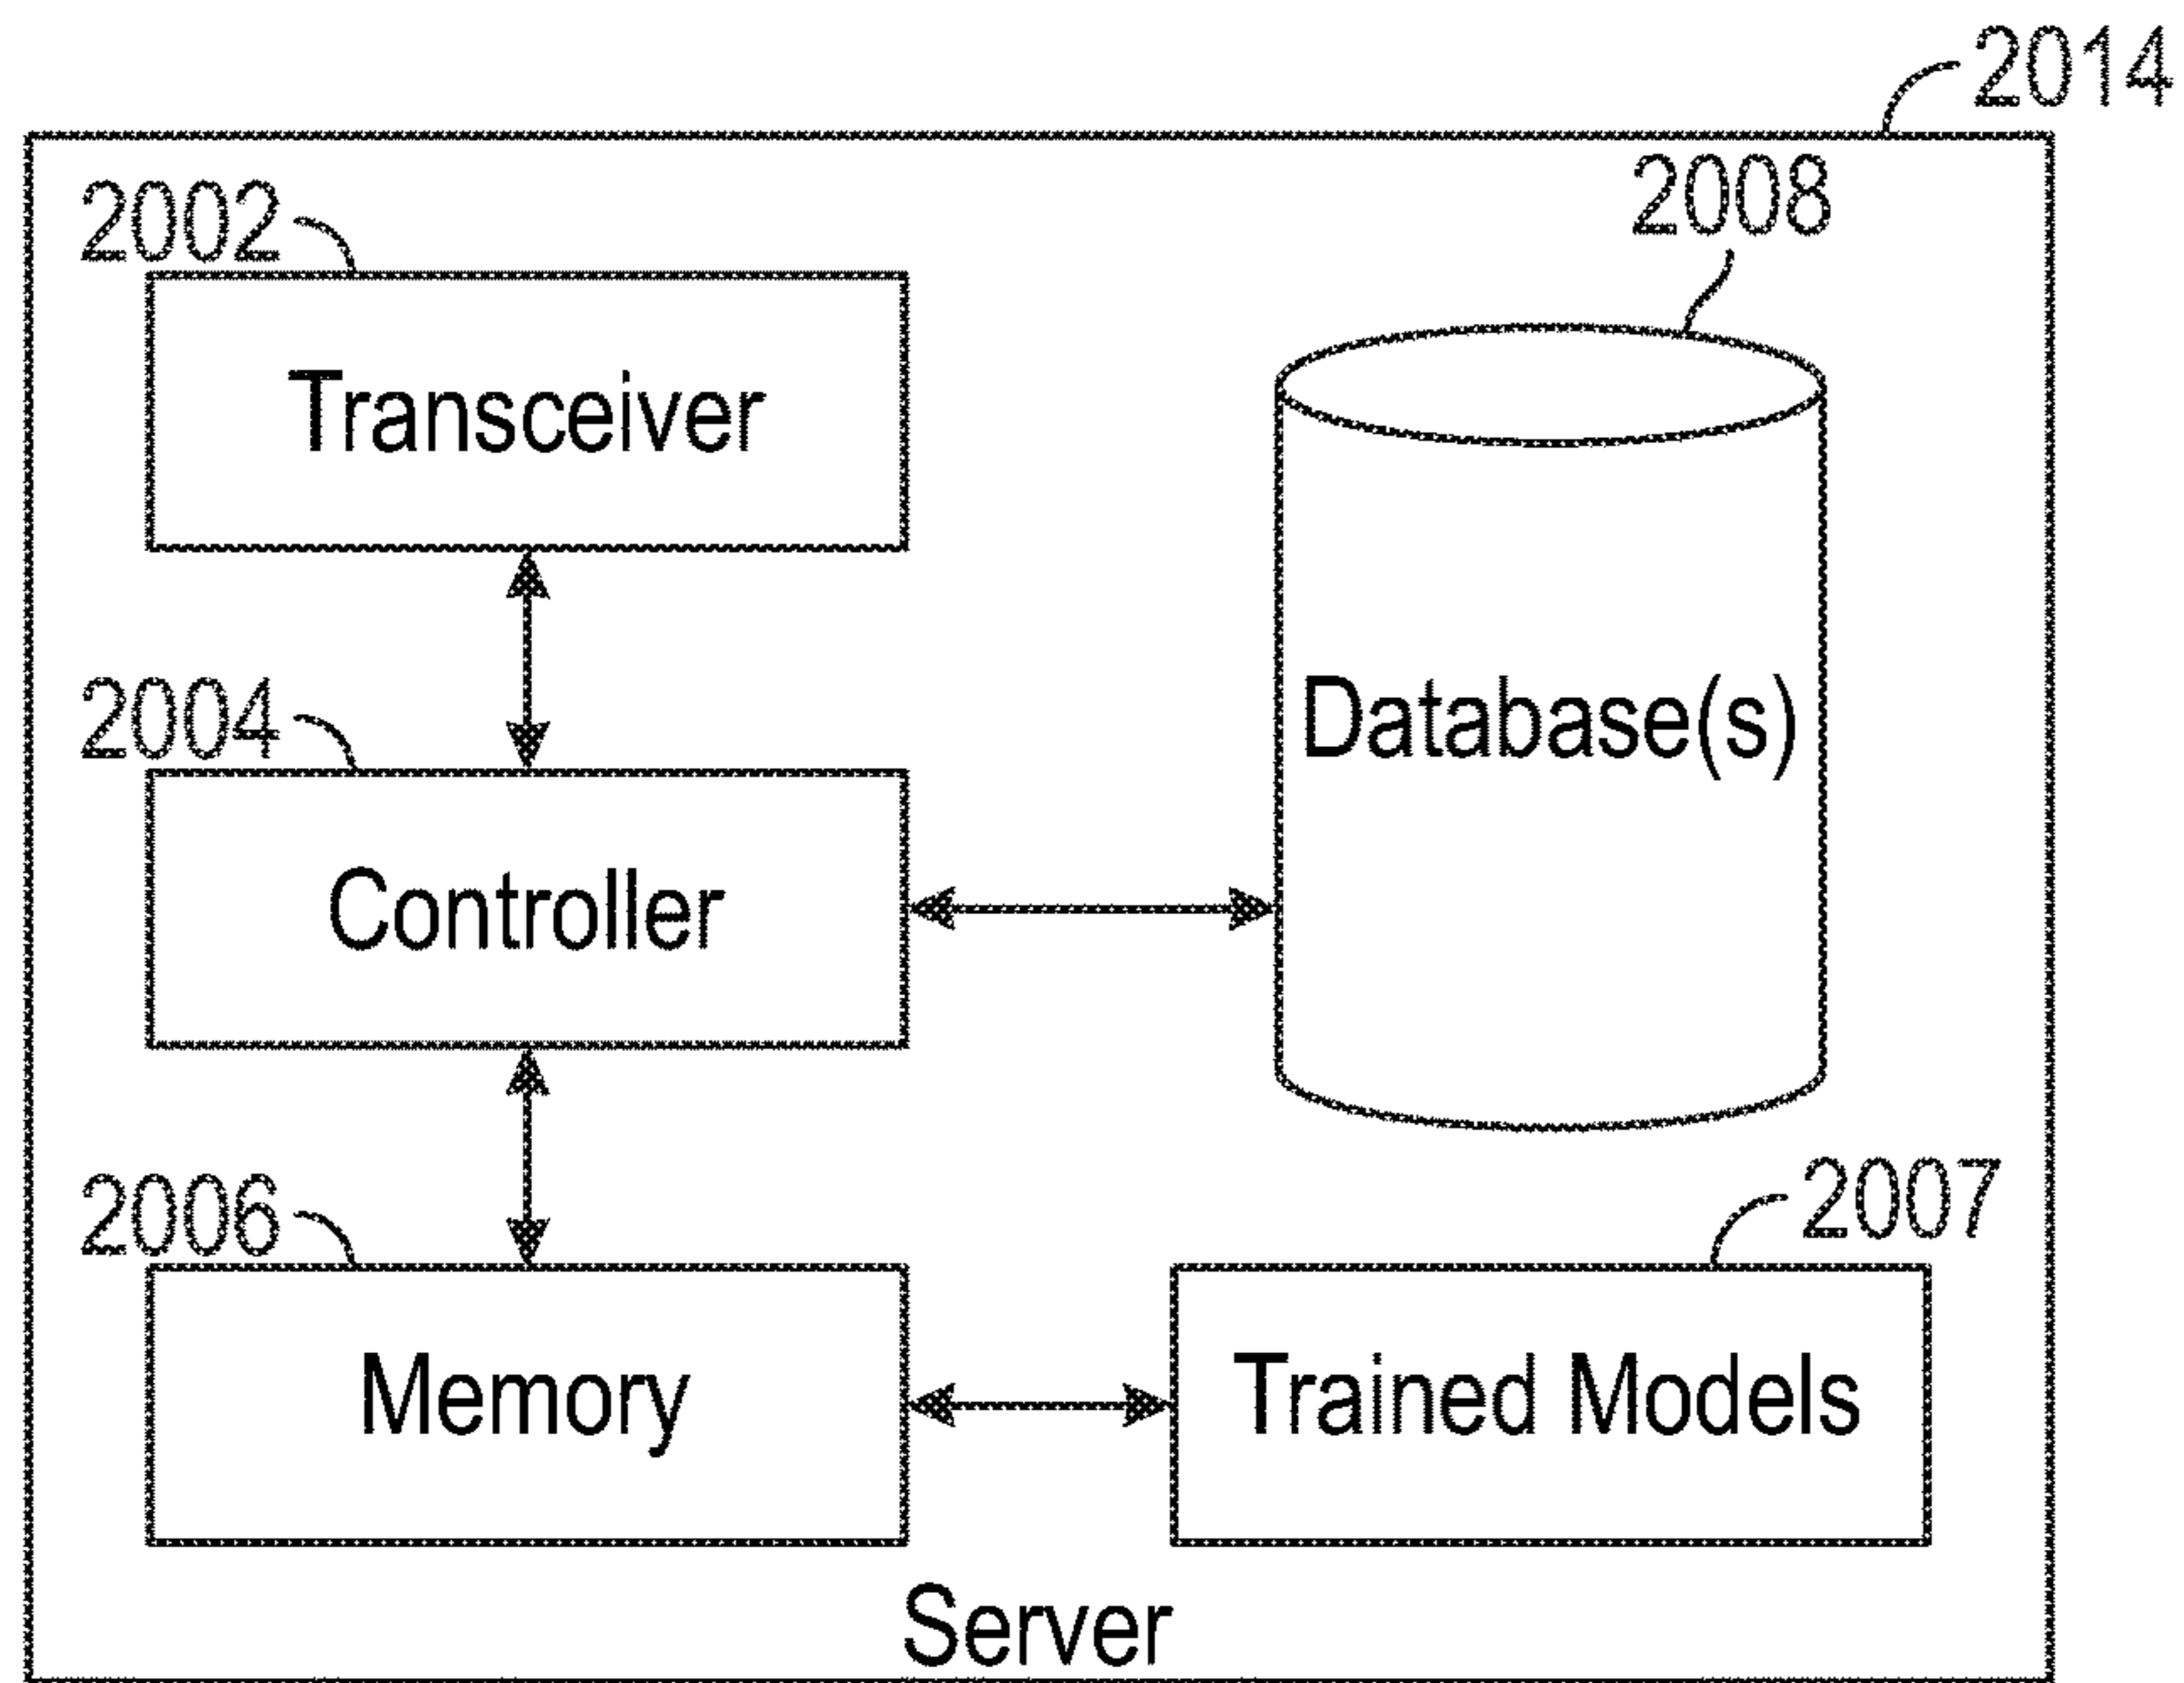 2014
2002
2008
Transceiver
Database(s)
2004
Controller
2006
2007
Memory
Trained Models
Server